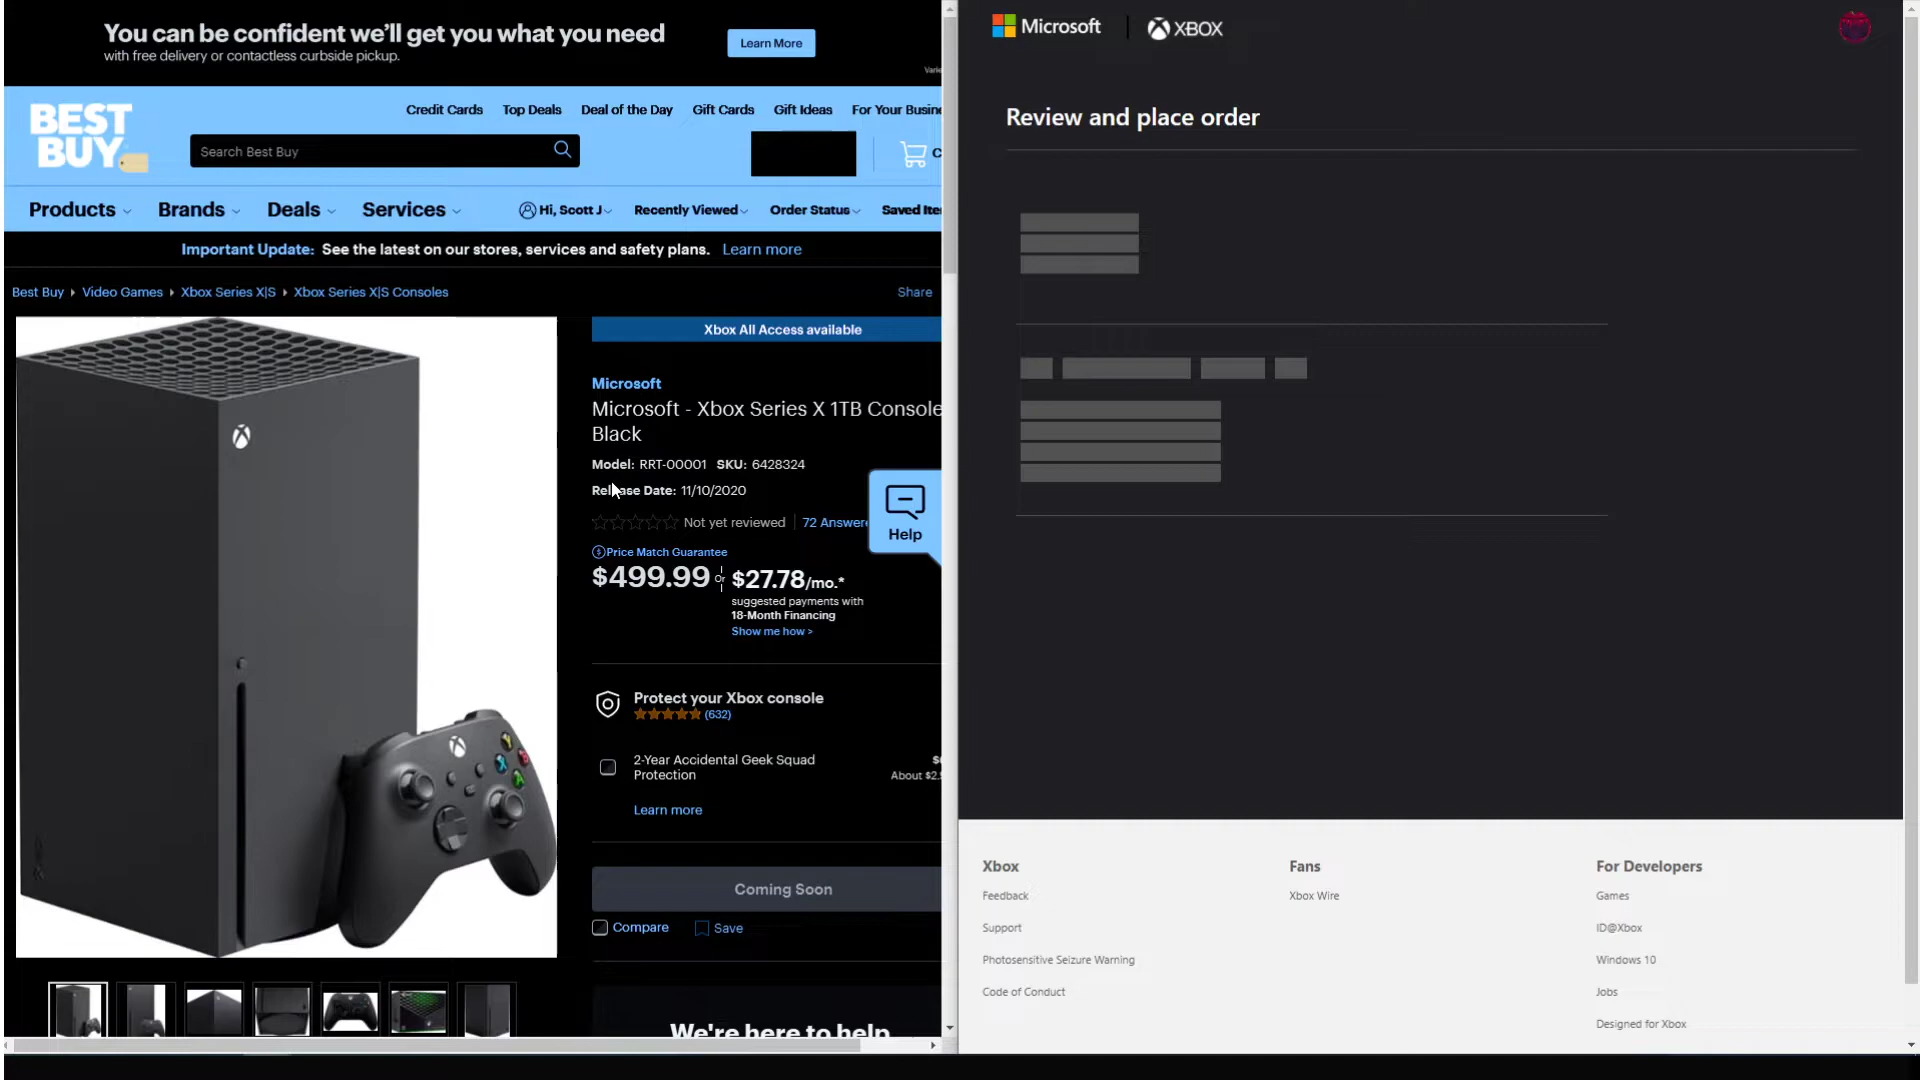 You can be confident we'll get you what you need
with free delivery or contactless curbside pickup.
Learn More
BEST BUY
Credit Cards
Top Deals
Deal of the Day
Gift Cards
Gift Ideas
For Your
Search Best Buy
Products
Brands
Deals
Services
Hi, Scott J
Recently Viewed
Order Status
Saved
Important Update: See the latest on our stores, services and safety plans. Learn more
Best Buy
Video Games
Xbox Series X|S
Xbox Series X|S Consoles
Share
Xbox All Access available
Microsoft
Microsoft - Xbox Series X 1TB Console
Black
Model: RRT-00001 SKU: 6428324
Release Date: 11/10/2020
Not yet reviewed
72
Help
Price Match Guarantee
$499.99
Or
$27.78/mo.*
suggested payments with
18-Month Financing
Show me how >
Protect your Xbox console
(632)
2-Year Accidental Geek Squad
Protection
About
Learn more
Coming Soon
Compare
Save
We're here to help
Microsoft
XBOX
Review and place order
Xbox
Feedback
Support
Photosensitive Seizure Warning
Code of Conduct
Fans
Xbox Wire
For Developers
Games
ID@Xbox
Windows 10
Jobs
Designed for Xbox